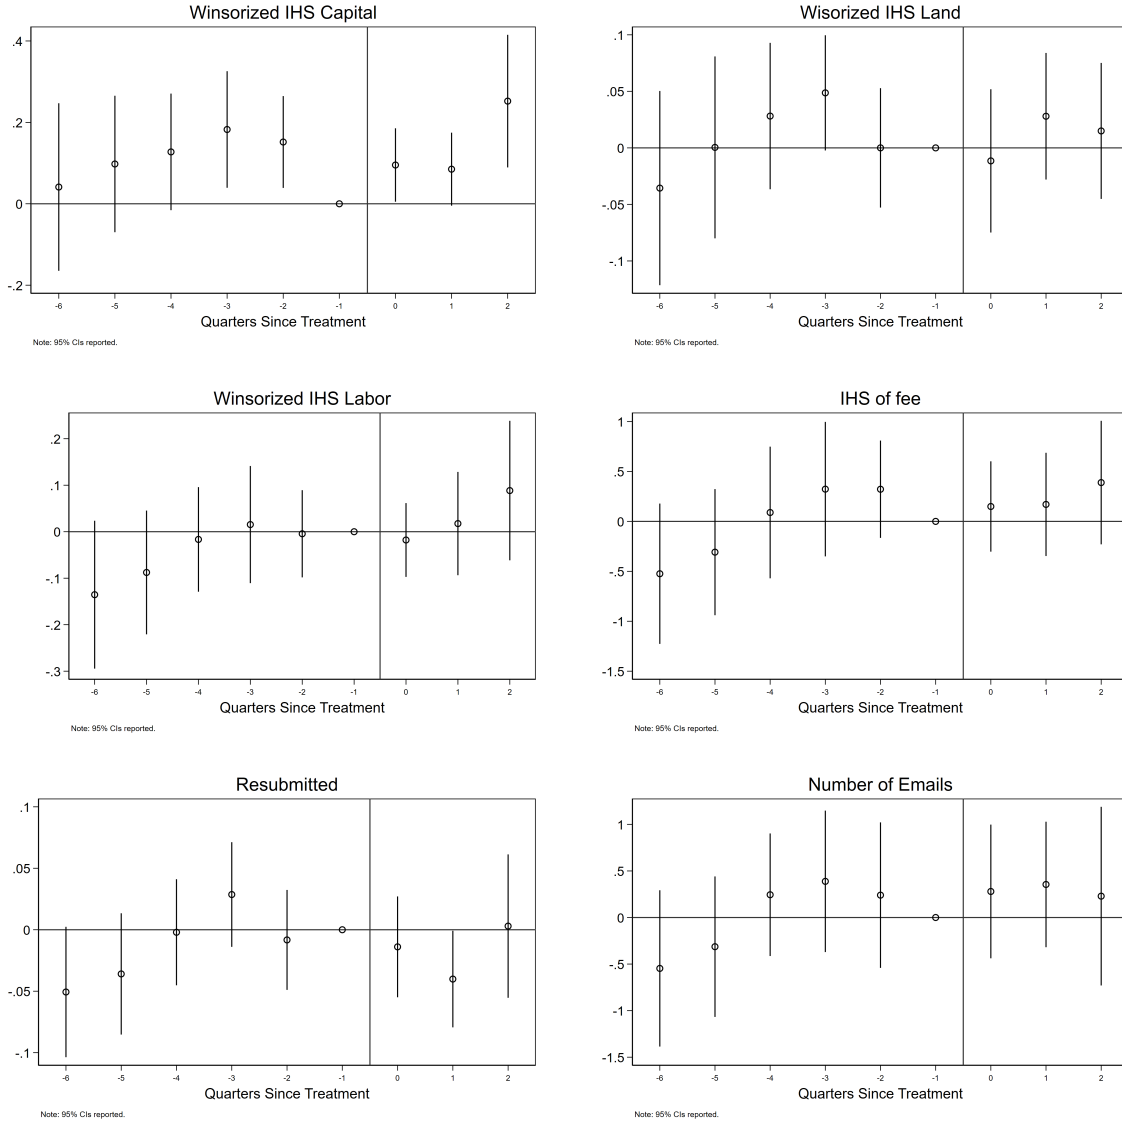 Winsorized IHS Capital
.4
.2
0
-.2
-6 -5 -4 -3 -2 -1 0 1 2
Quarters Since Treatment
Note: 95% CIs reported.
Wisorized IHS Land
.1
.05
0
-.05
-.1
-6 -5 -4 -3 -2 -1 0 1 2
Quarters Since Treatment
Note: 95% CIs reported.
Winsorized IHS Labor
.2
.1
0
-.1
-.2
-.3
-6 -5 -4 -3 -2 -1 0 1 2
Quarters Since Treatment
Note: 95% CIs reported.
IHS of fee
1
.5
0
-.5
-1
-1.5
-6 -5 -4 -3 -2 -1 0 1 2
Quarters Since Treatment
Note: 95% CIs reported.
Resubmitted
.1
.05
0
-.05
-.1
-6 -5 -4 -3 -2 -1 0 1 2
Quarters Since Treatment
Note: 95% CIs reported.
Number of Emails
1
.5
0
-.5
-1
-1.5
-6 -5 -4 -3 -2 -1 0 1 2
Quarters Since Treatment
Note: 95% CIs reported.